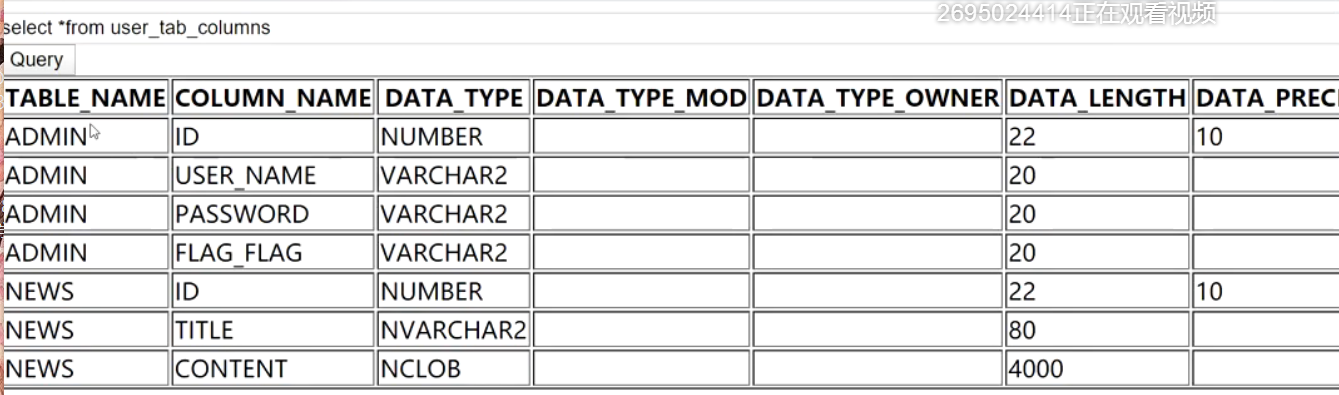 2695024414正在观看视频
select *from user_tab_columns
Query
TABLE_NAME COLUMN_NAME DATA_TYPE DATA_TYPE_MOD DATA_TYPE_OWNER DATA_LENGTH DATA_PRECI
ADMIN ID NUMBER 22 10
ADMIN USER_NAME VARCHAR2 20
ADMIN PASSWORD VARCHAR2 20
ADMIN FLAG_FLAG VARCHAR2 20
NEWS ID NUMBER 22 10
NEWS TITLE NVARCHAR2 80
NEWS CONTENT NCLOB 4000